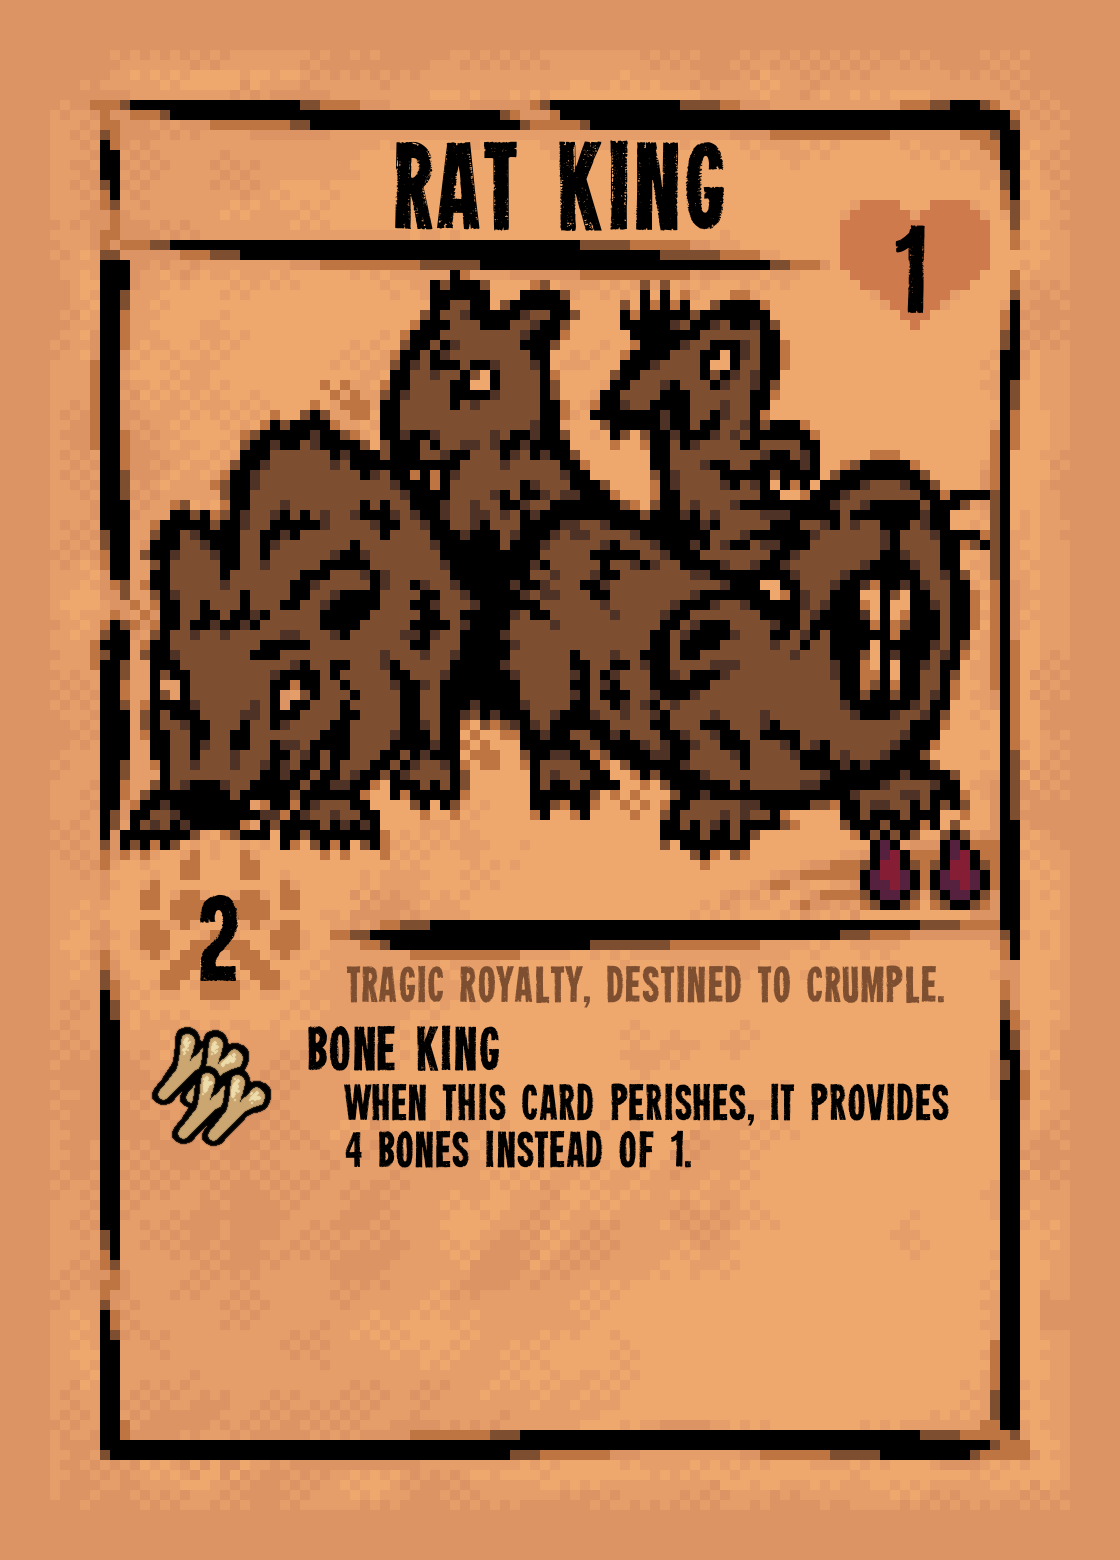 RAT KING
1
2
TRAGIC ROYALTY, DESTINED TO CRUMPLE.
BONE KING
WHEN THIS CARD PERISHES, IT PROVIDES
4 BONES INSTEAD OF 1.